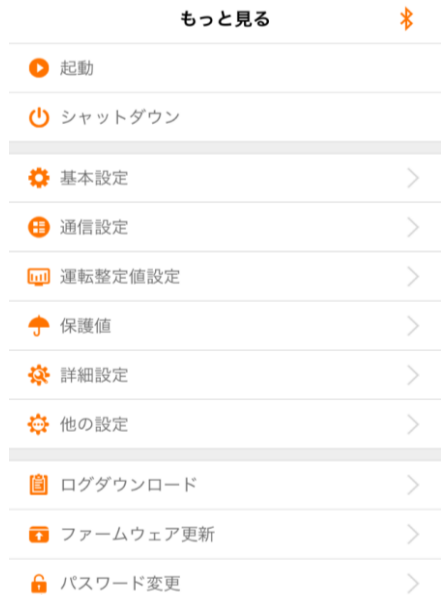 もっと見る
起動
シャットダウン
基本設定
通信設定
運転整定値設定
保護値
詳細設定
他の設定
ログダウンロード
ファームウェア更新
パスワード変更